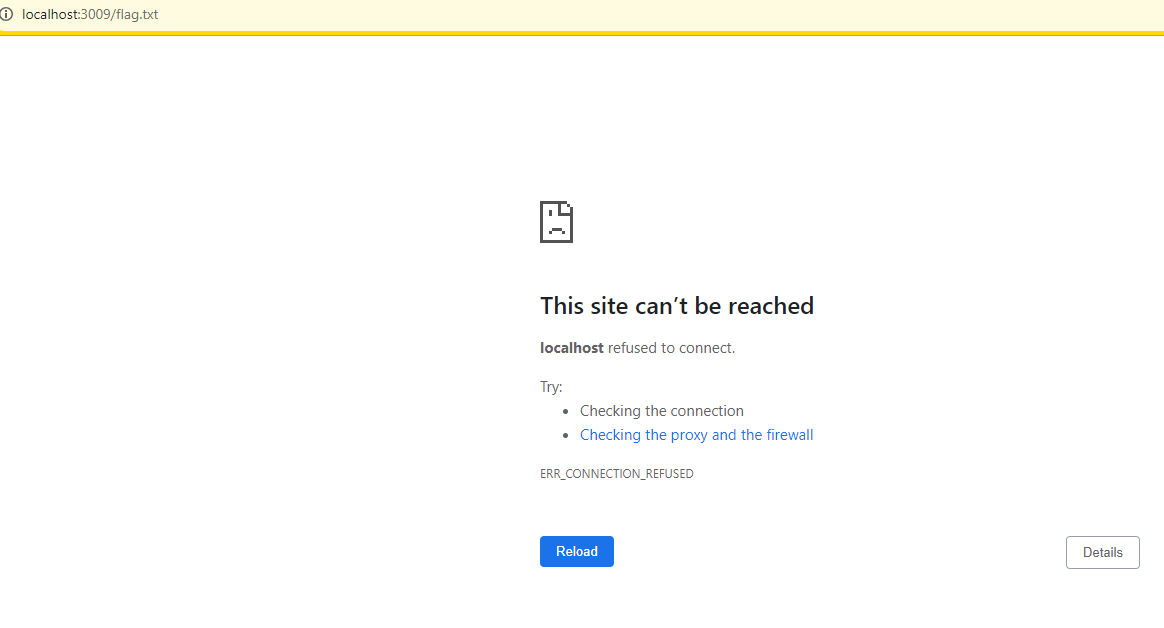 localhost:3009/flag.txt
This site can’t be reached
localhost refused to connect.
Try:
• Checking the connection
• Checking the proxy and the firewall
ERR_CONNECTION_REFUSED
Reload Details